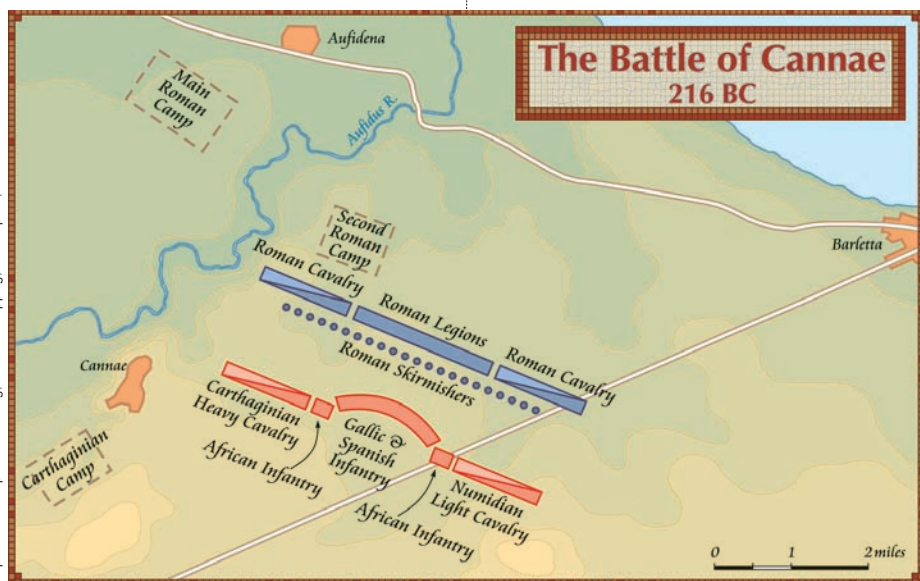 The Battle of Cannae
216 BC
Aufidena
Main
Roman
Camp
Aufidus R.
Second
Roman
Camp
Barletta
Roman Cavalry
Roman Legions
Roman Cavalry
Roman Skirmishers
Cannae
Carthaginian
Heavy Cavalry
Gallic &
Spanish
Infantry
African Infantry
Carthaginian
Camp
Numidian
Light Cavalry
African Infantry
0 1 2 miles